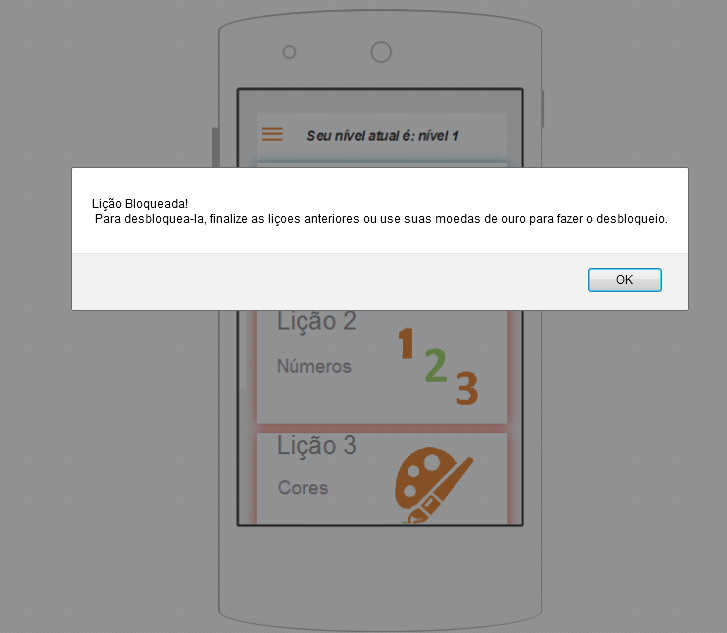 Seu nível atual é: nível 1
Lição Bloqueada!
Para desbloquea-la, finalize as liçoes anteriores ou use suas moedas de ouro para fazer o desbloqueio.
OK
Lição 2
Números
1
2
3
Lição 3
Cores